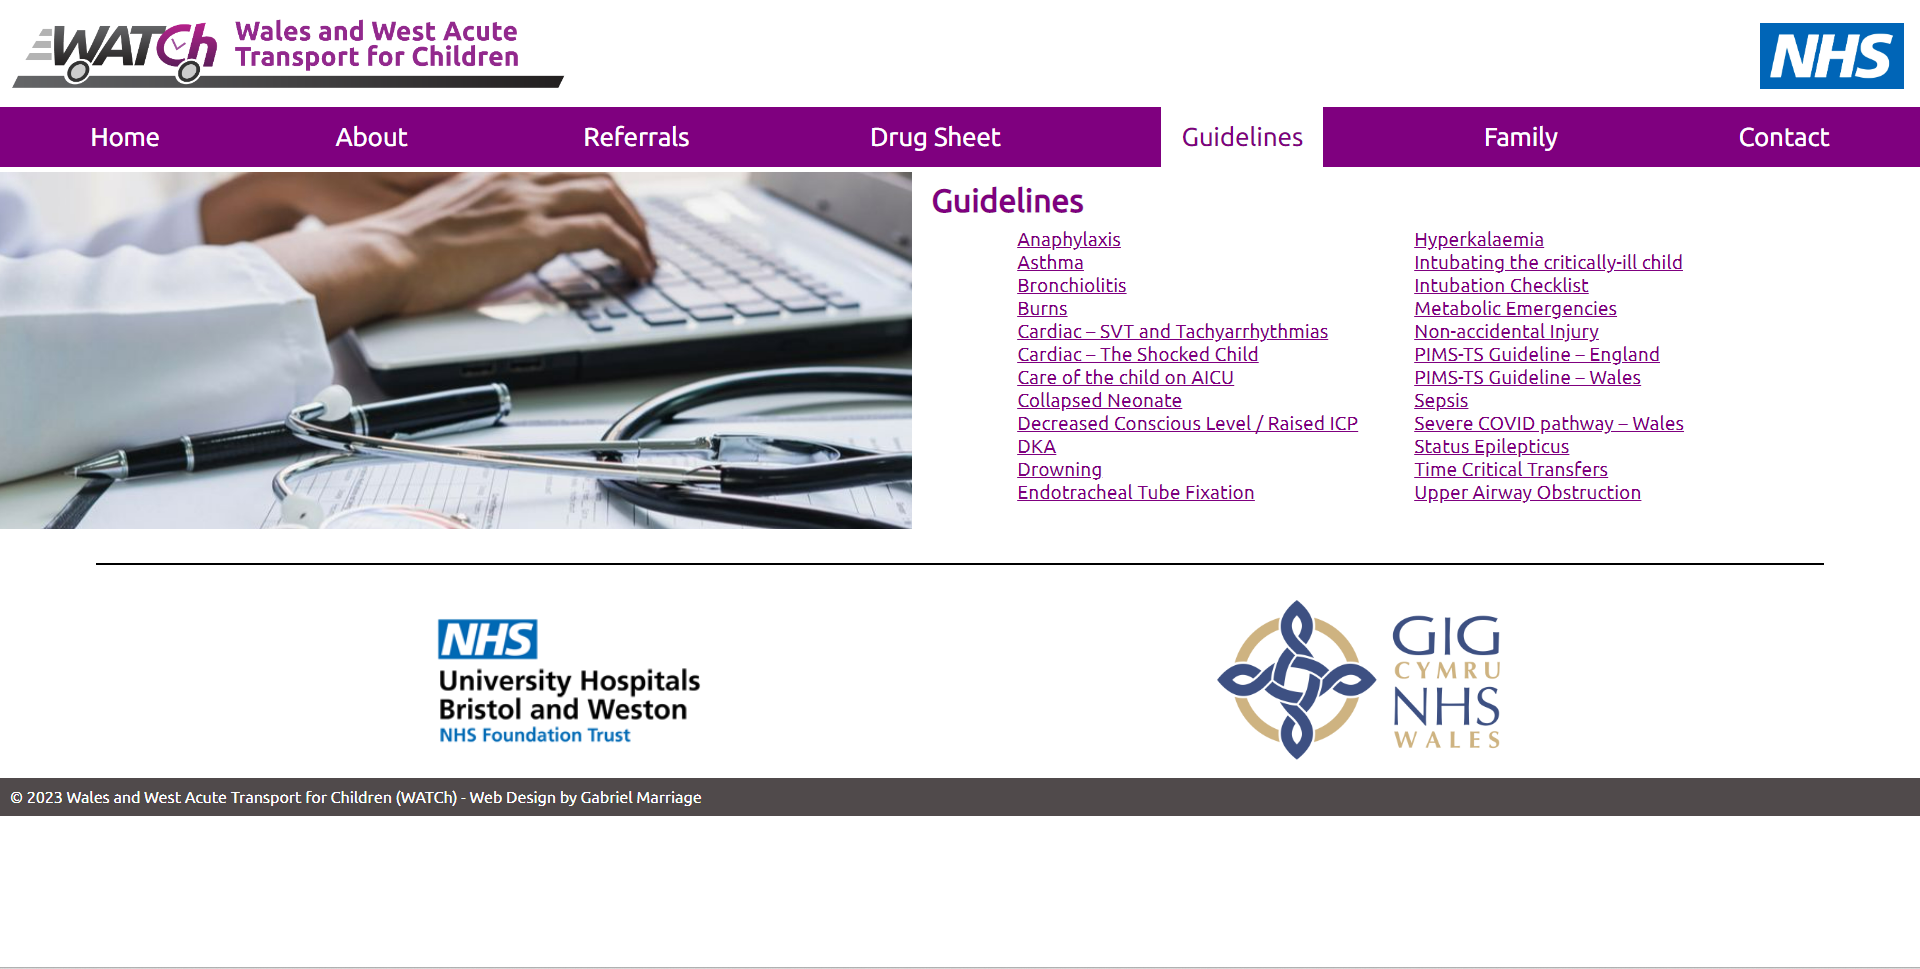 WATCh
Wales and West Acute
Transport for Children
NHS
Home
About
Referrals
Drug Sheet
Guidelines
Family
Contact
Guidelines
Anaphylaxis
Asthma
Bronchiolitis
Burns
Cardiac – SVT and Tachyarrhythmias
Cardiac – The Shocked Child
Care of the child on AICU
Collapsed Neonate
Decreased Conscious Level / Raised ICP
DKA
Drowning
Endotracheal Tube Fixation
Hyperkalaemia
Intubating the critically-ill child
Intubation Checklist
Metabolic Emergencies
Non-accidental Injury
PIMS-TS Guideline – England
PIMS-TS Guideline – Wales
Sepsis
Severe COVID pathway – Wales
Status Epilepticus
Time Critical Transfers
Upper Airway Obstruction
NHS
University Hospitals
Bristol and Weston
NHS Foundation Trust
GIG
CYMRU
NHS
WALES
© 2023 Wales and West Acute Transport for Children (WATCh) - Web Design by Gabriel Marriage